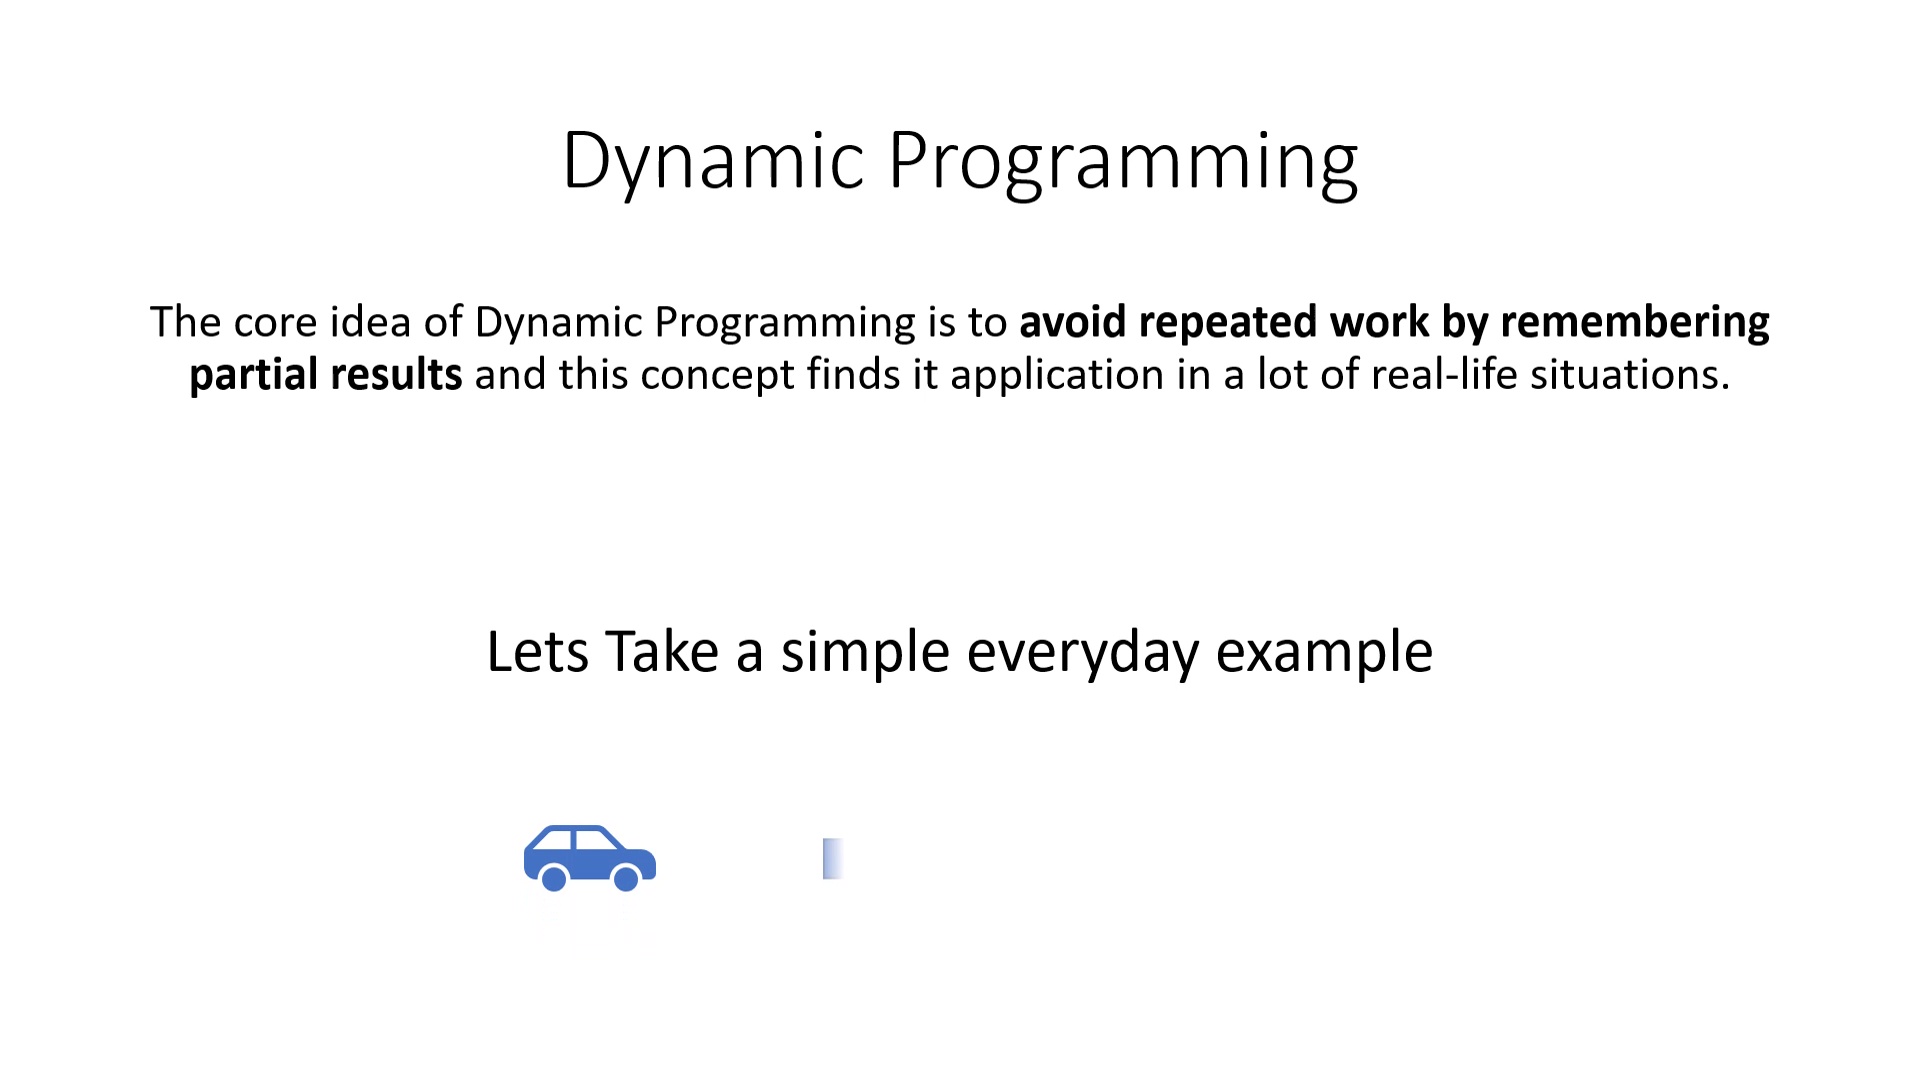 Dynamic Programming
The core idea of Dynamic Programming is to avoid repeated work by remembering
partial results and this concept finds it application in a lot of real-life situations.
Lets Take a simple everyday example